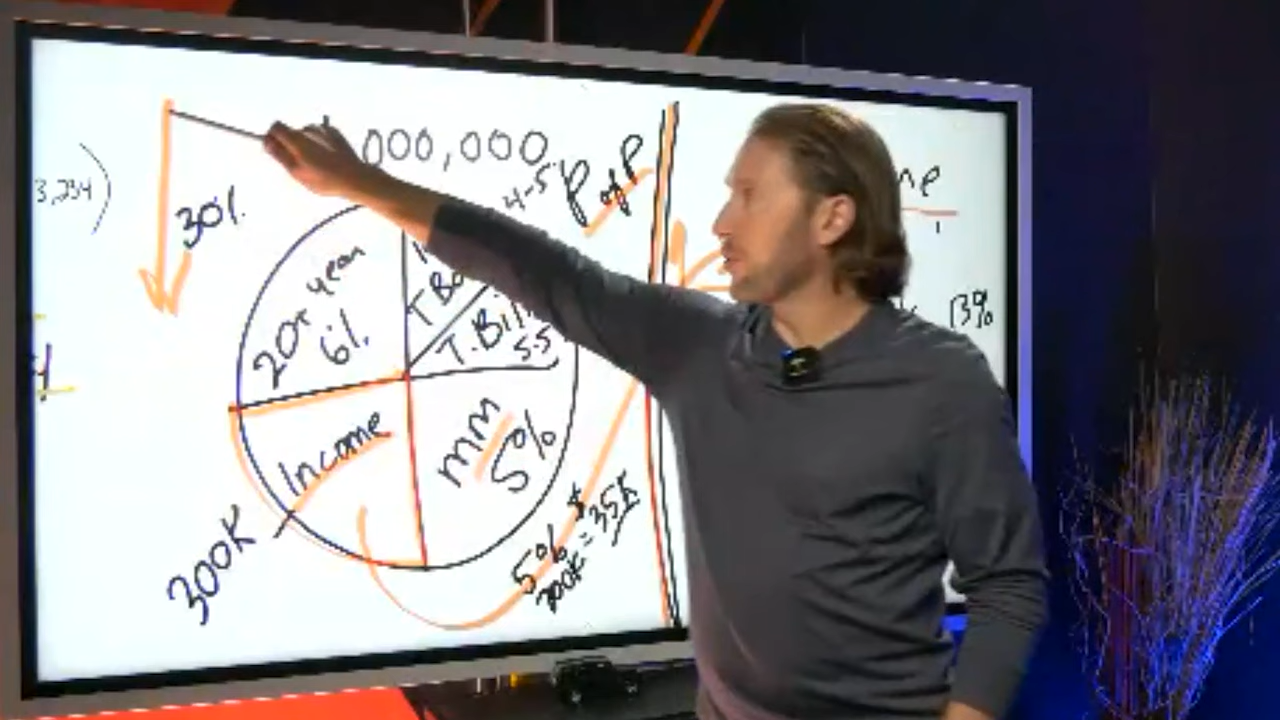 3,234)
30%
000,000
4-5
P of P
20+ year
6%
T. Bill
5.5
13%
Income
MM
5%
300K
5% $
700K = 35K